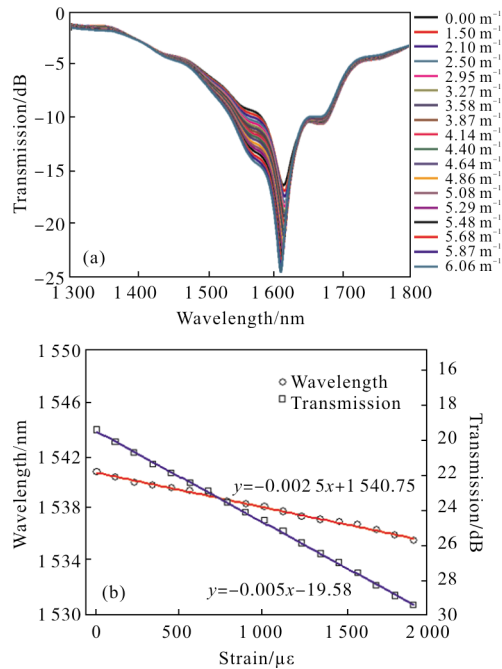 0
−5
−10
−15
−20
−25
Transmission/dB
(a)
1 300 1 400 1 500 1 600 1 700 1 800
Wavelength/nm
0.00 m⁻¹
1.50 m⁻¹
2.10 m⁻¹
2.50 m⁻¹
2.95 m⁻¹
3.27 m⁻¹
3.58 m⁻¹
3.87 m⁻¹
4.14 m⁻¹
4.40 m⁻¹
4.64 m⁻¹
4.86 m⁻¹
5.08 m⁻¹
5.29 m⁻¹
5.48 m⁻¹
5.68 m⁻¹
5.87 m⁻¹
6.06 m⁻¹
1 550
1 546
1 542
1 538
1 534
1 530
Wavelength/nm
Wavelength
Transmission
y=−0.002 5x+1 540.75
y=−0.005x−19.58
(b)
16
18
20
22
24
26
28
30
Transmission/dB
0 500 1 000 1 500 2 000
Strain/με